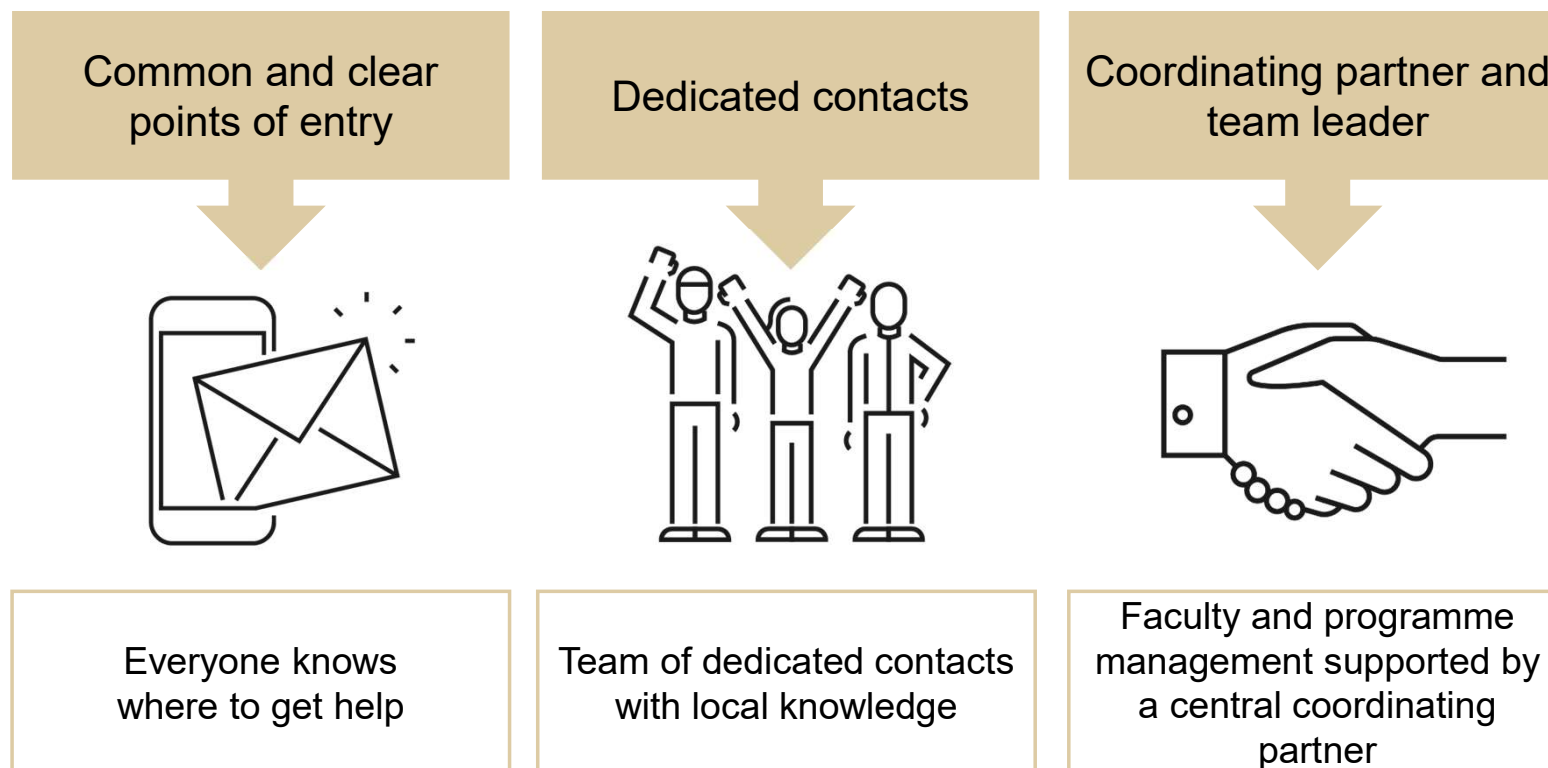 Common and clear
points of entry
Dedicated contacts
Coordinating partner and
team leader
Everyone knows
where to get help
Team of dedicated contacts
with local knowledge
Faculty and programme
management supported by
a central coordinating
partner